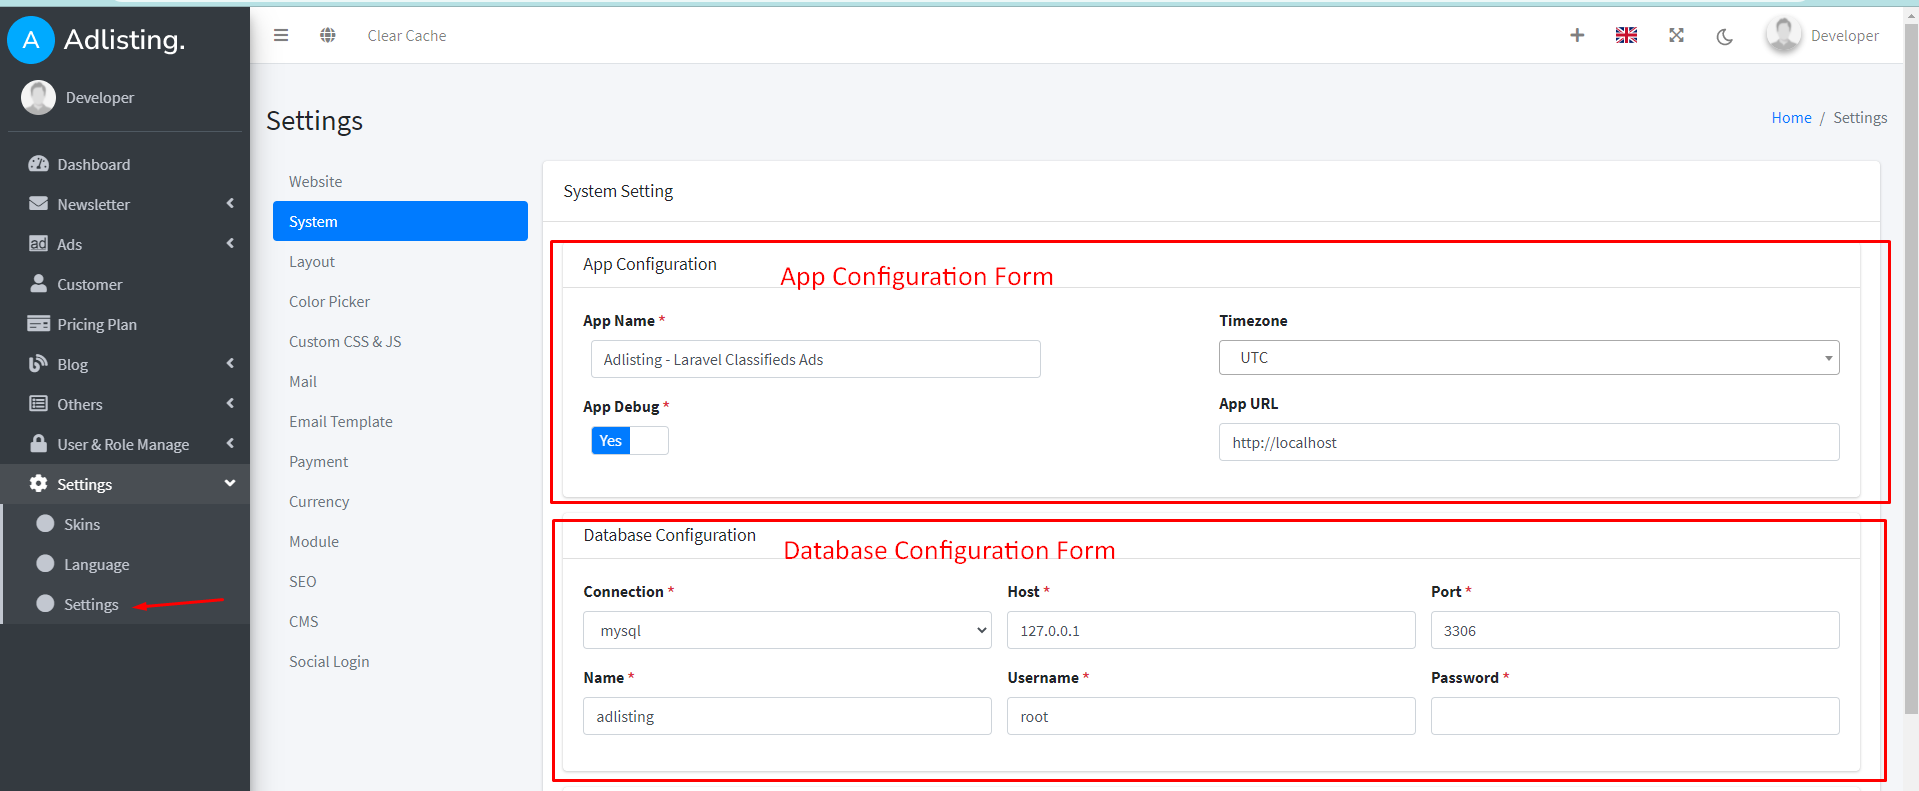 A Adlisting.
Clear Cache
Developer
Developer
Settings
Home / Settings
Dashboard
Newsletter
ad Ads
Customer
Pricing Plan
Blog
Others
User & Role Manage
Settings
Skins
Language
Settings
Website
System
Layout
Color Picker
Custom CSS & JS
Mail
Email Template
Payment
Currency
Module
SEO
CMS
Social Login
System Setting
App Configuration
App Configuration Form
App Name *
Timezone
Adlisting - Laravel Classifieds Ads
UTC
App Debug *
App URL
Yes
http://localhost
Database Configuration
Database Configuration Form
Connection *
Host *
Port *
mysql
127.0.0.1
3306
Name *
Username *
Password *
adlisting
root